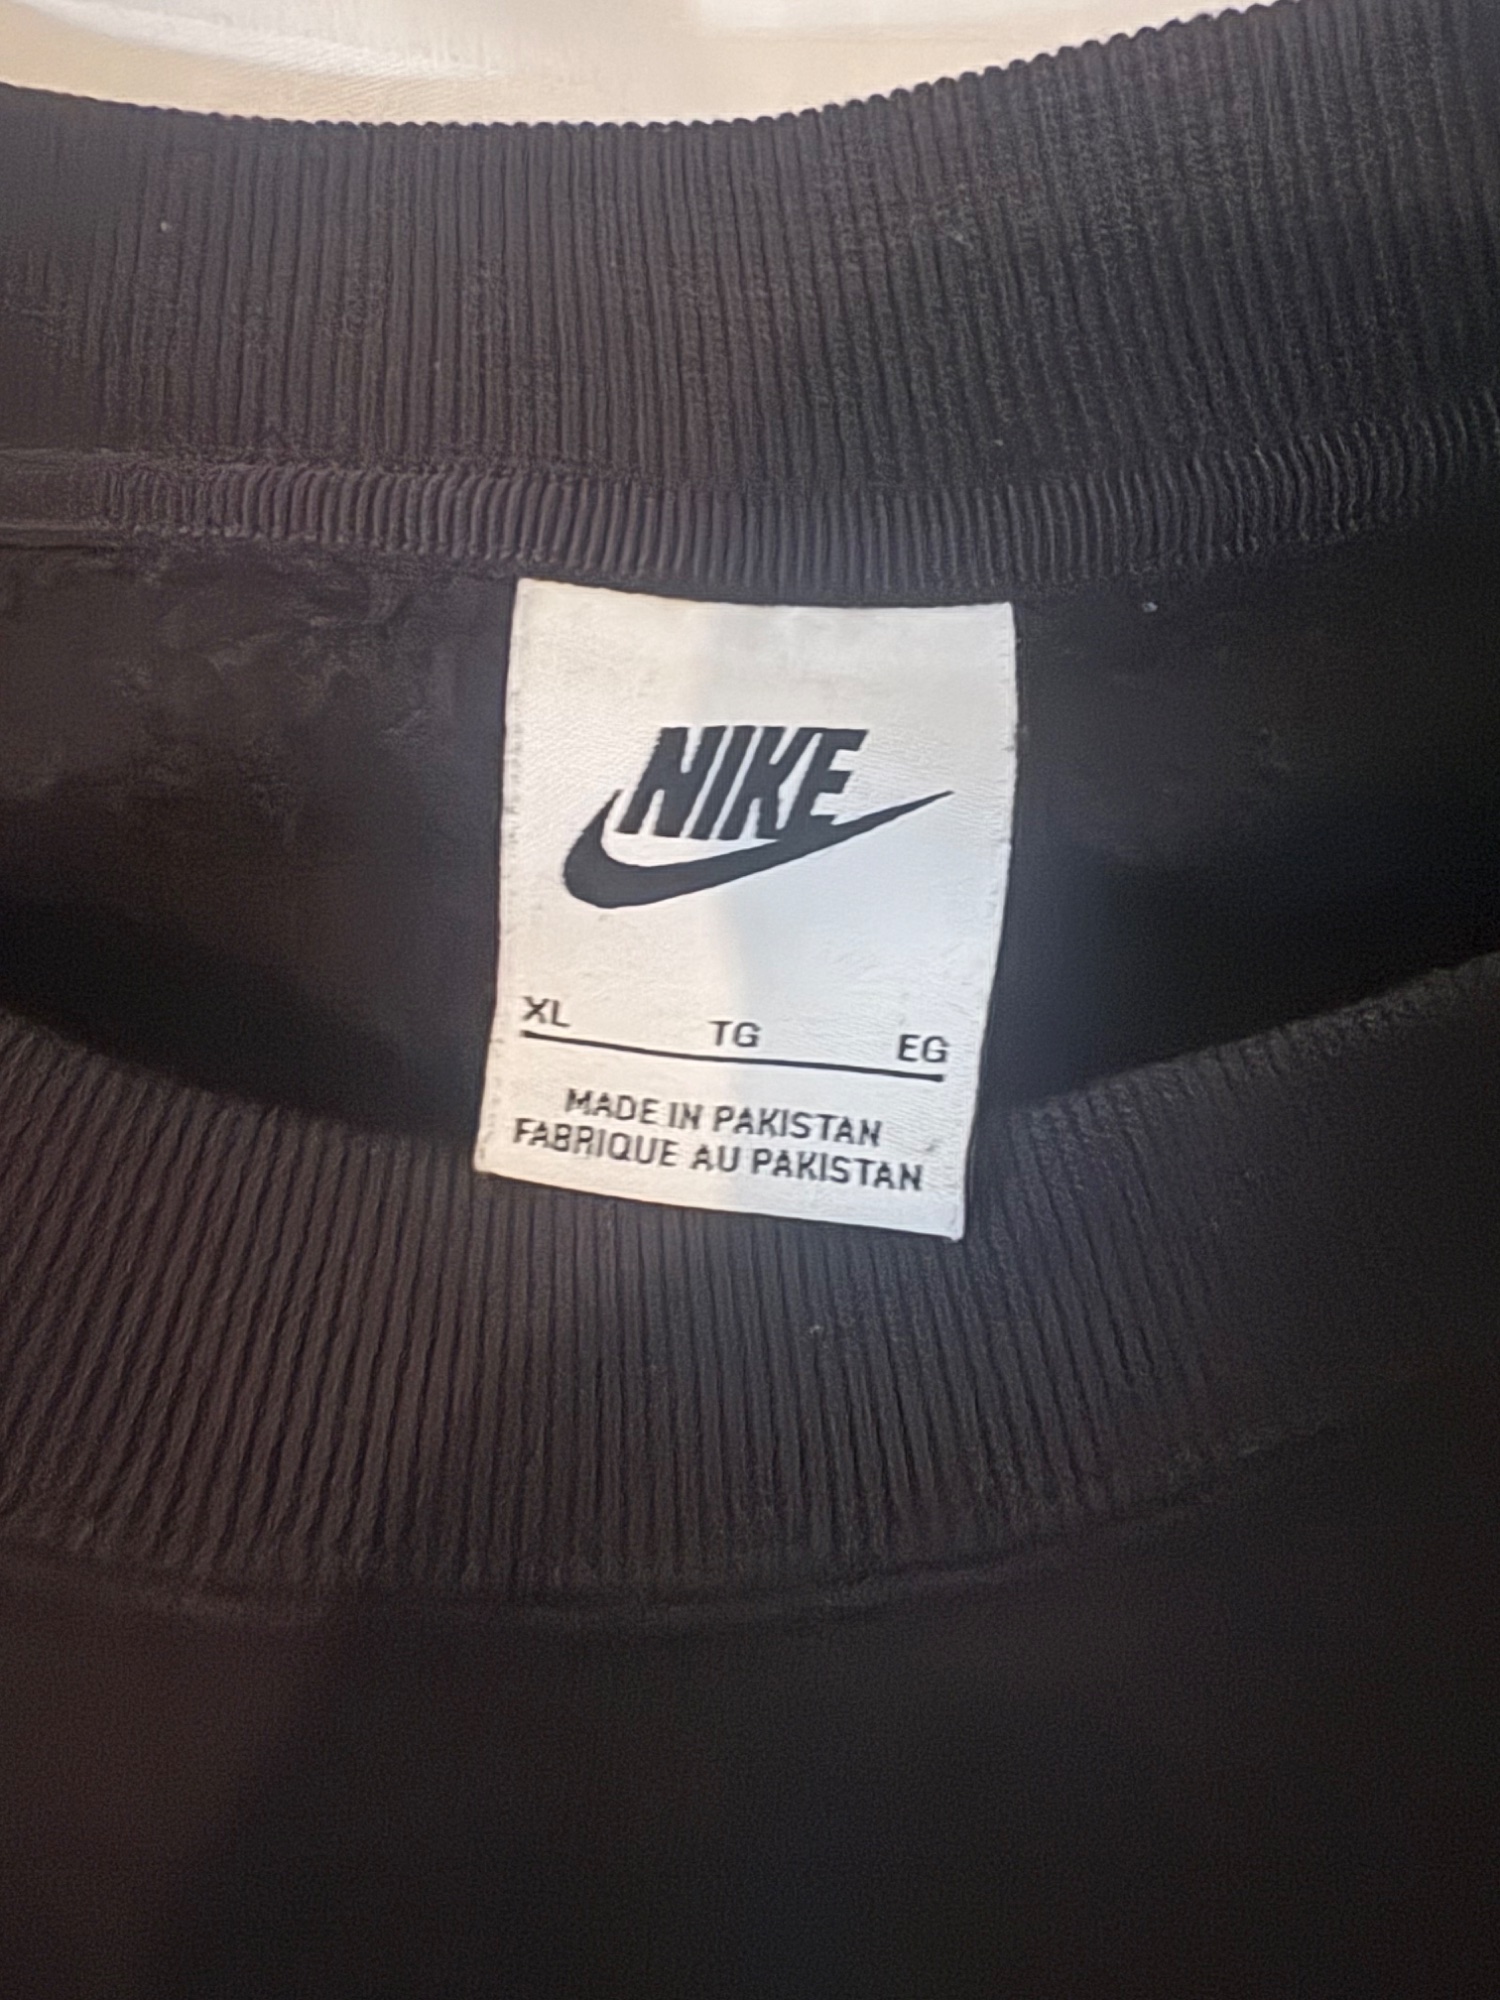 NIKE
XL TG EG
MADE IN PAKISTAN
FABRIQUE AU PAKISTAN